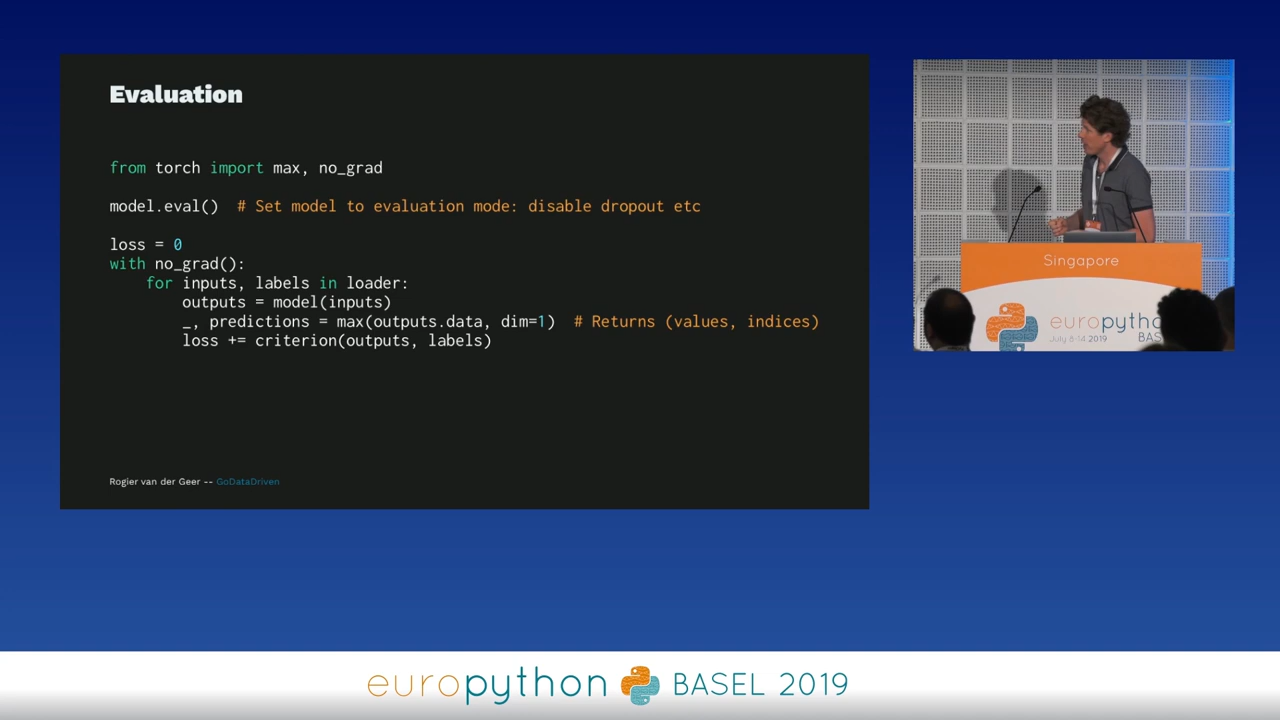 Evaluation
from torch import max, no_grad
model.eval()  # Set model to evaluation mode: disable dropout etc
loss = 0
with no_grad():
    for inputs, labels in loader:
        outputs = model(inputs)
        _, predictions = max(outputs.data, dim=1)  # Returns (values, indices)
        loss += criterion(outputs, labels)
Rogier van der Geer -- GoDataDriven
Singapore
europytho
July 8-14, 2019
BAS
europython BASEL 2019